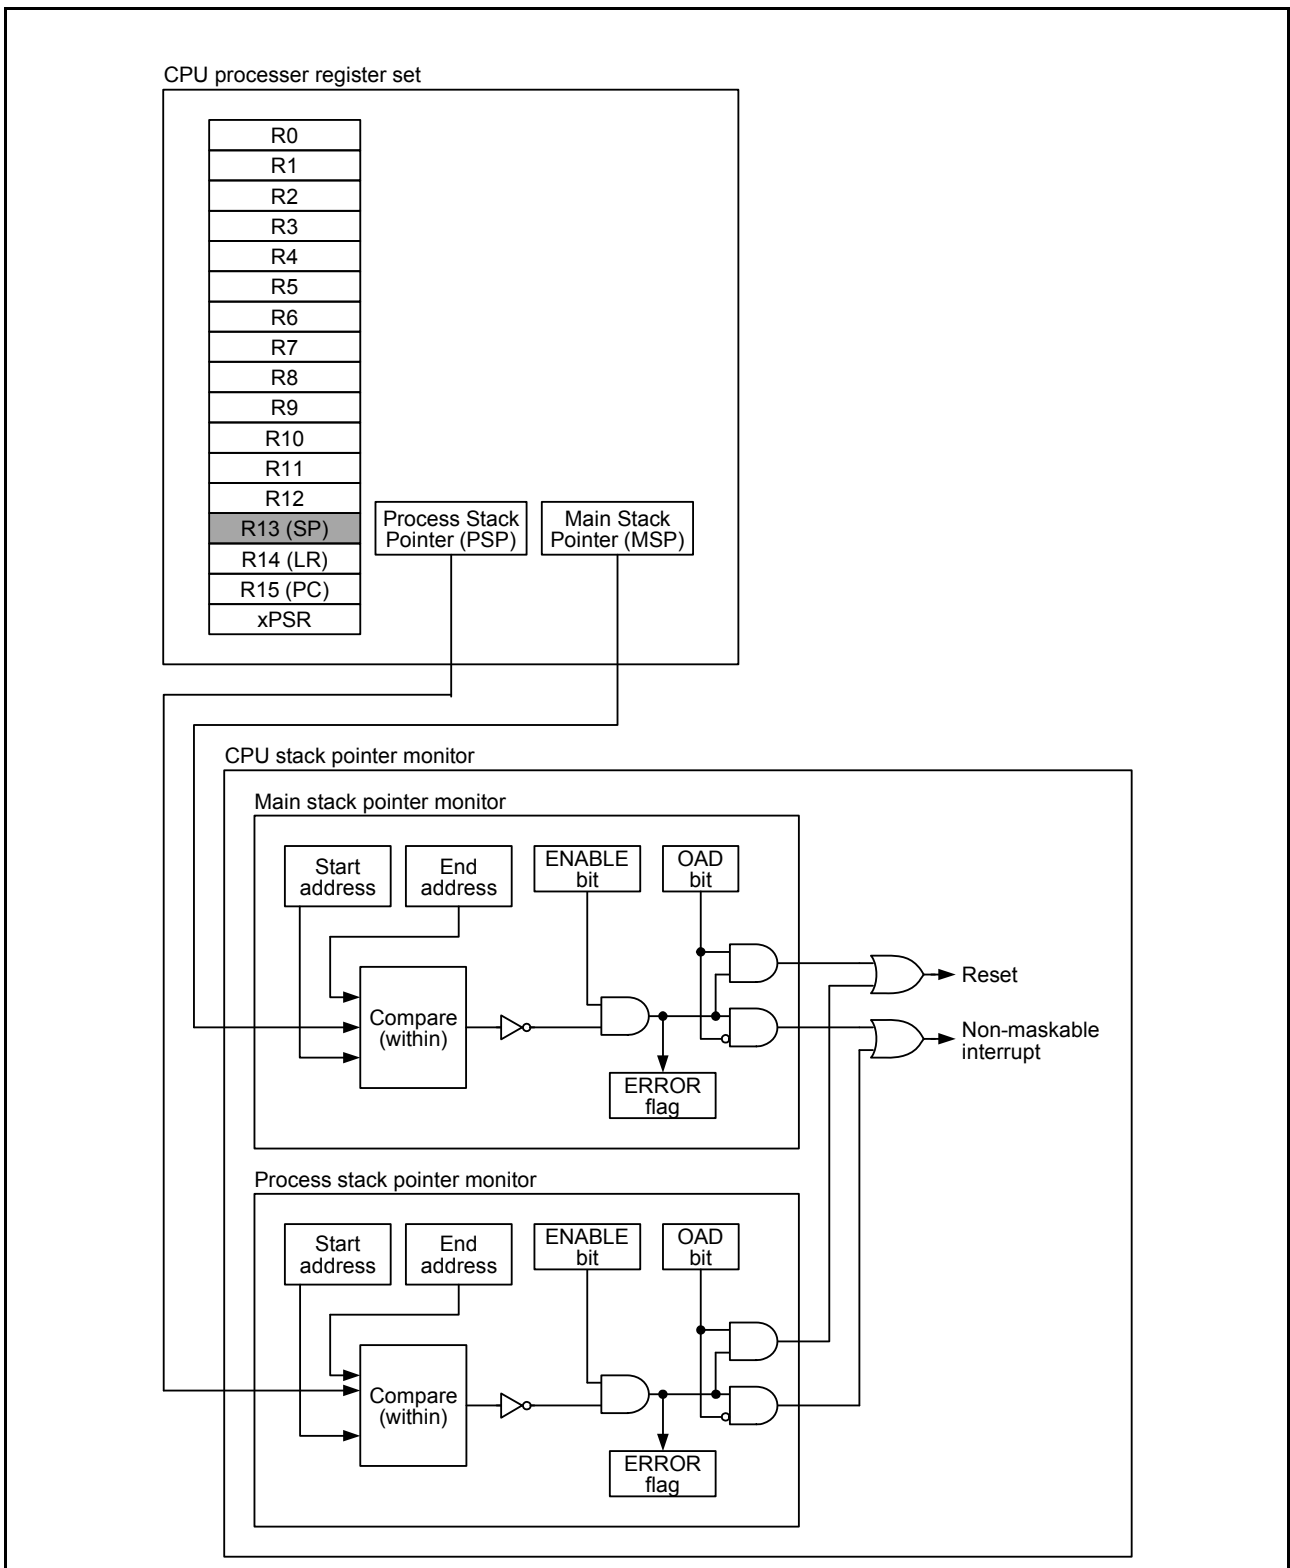 CPU processer register set
R0
R1
R2
R3
R4
R5
R6
R7
R8
R9
R10
R11
R12
R13 (SP)
R14 (LR)
R15 (PC)
xPSR
Process Stack
Pointer (PSP)
Main Stack
Pointer (MSP)
CPU stack pointer monitor
Main stack pointer monitor
Start
address
End
address
ENABLE
bit
OAD
bit
Compare
(within)
ERROR
flag
Reset
Non-maskable
interrupt
Process stack pointer monitor
Start
address
End
address
ENABLE
bit
OAD
bit
Compare
(within)
ERROR
flag